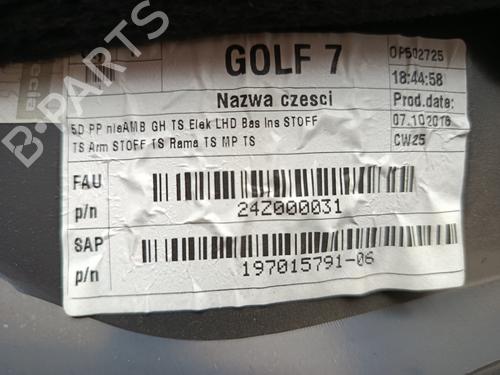 GOLF 7
OP502725
18:44:58
Nazwa czesci
Prod.date:
5D PP nieAMB GH TS Elek LHD Bas Ins STOFF
07.10.2016
TS Arm STOFF TS Rama TS MP TS
CW25
FAU
p/n
24Z000031
SAP
p/n
197015791-06
B-PARTS